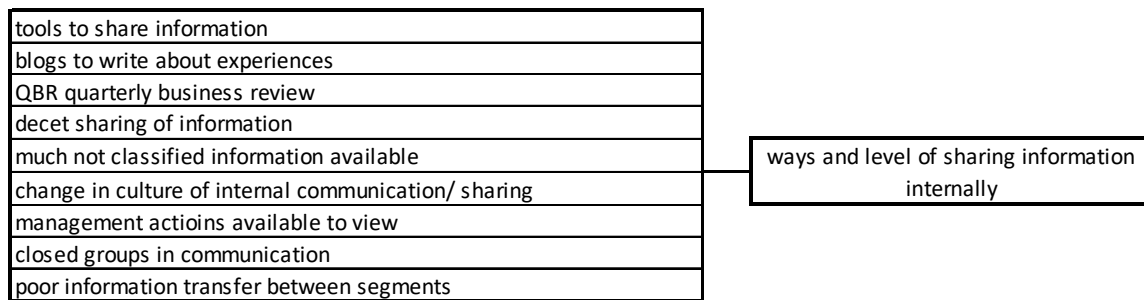 tools to share information
blogs to write about experiences
QBR quarterly business review
decet sharing of information
much not classified information available
change in culture of internal communication/ sharing
management actioins available to view
closed groups in communication
poor information transfer between segments
ways and level of sharing information
internally